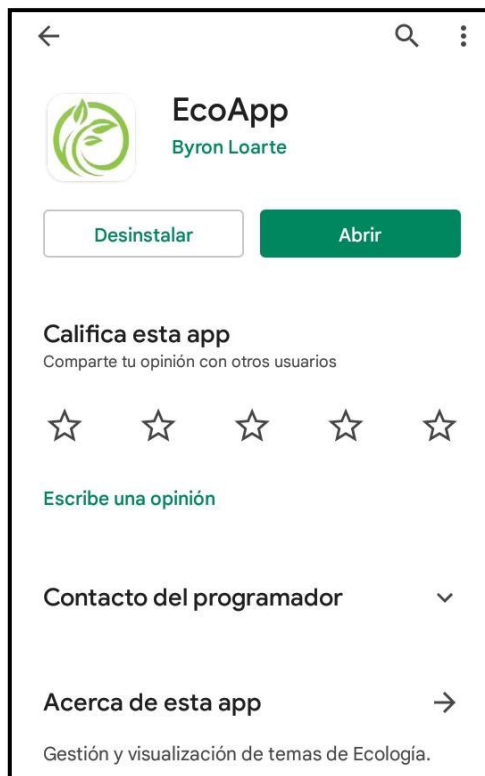 EcoApp
Byron Loarte
Desinstalar
Abrir
Califica esta app
Comparte tu opinión con otros usuarios
Escribe una opinión
Contacto del programador
Acerca de esta app
Gestión y visualización de temas de Ecología.